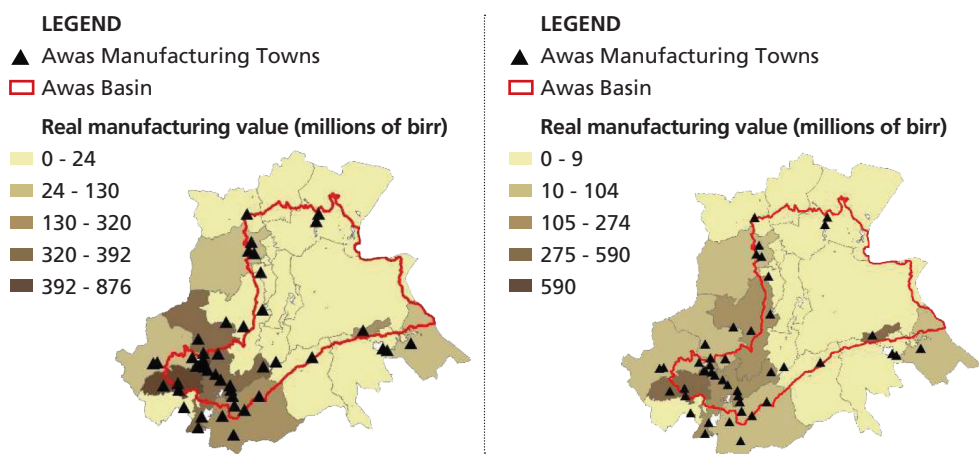 LEGEND
Awas Manufacturing Towns
Awas Basin
Real manufacturing value (millions of birr)
0 - 24
24 - 130
130 - 320
320 - 392
392 - 876
LEGEND
Awas Manufacturing Towns
Awas Basin
Real manufacturing value (millions of birr)
0 - 9
10 - 104
105 - 274
275 - 590
590